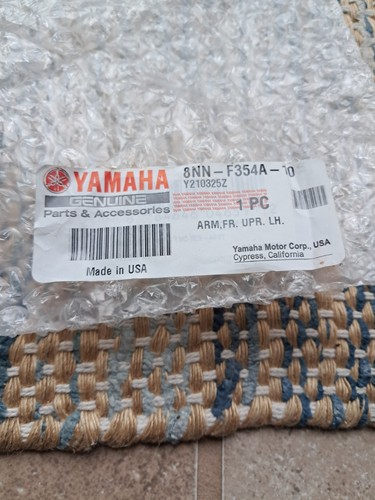 YAMAHA
GENUINE
Parts & Accessories
8NN-F354A-10
Y210325Z
1 PC
ARM,FR. UPR. LH.
Made in USA
Yamaha Motor Corp., USA
Cypress, California